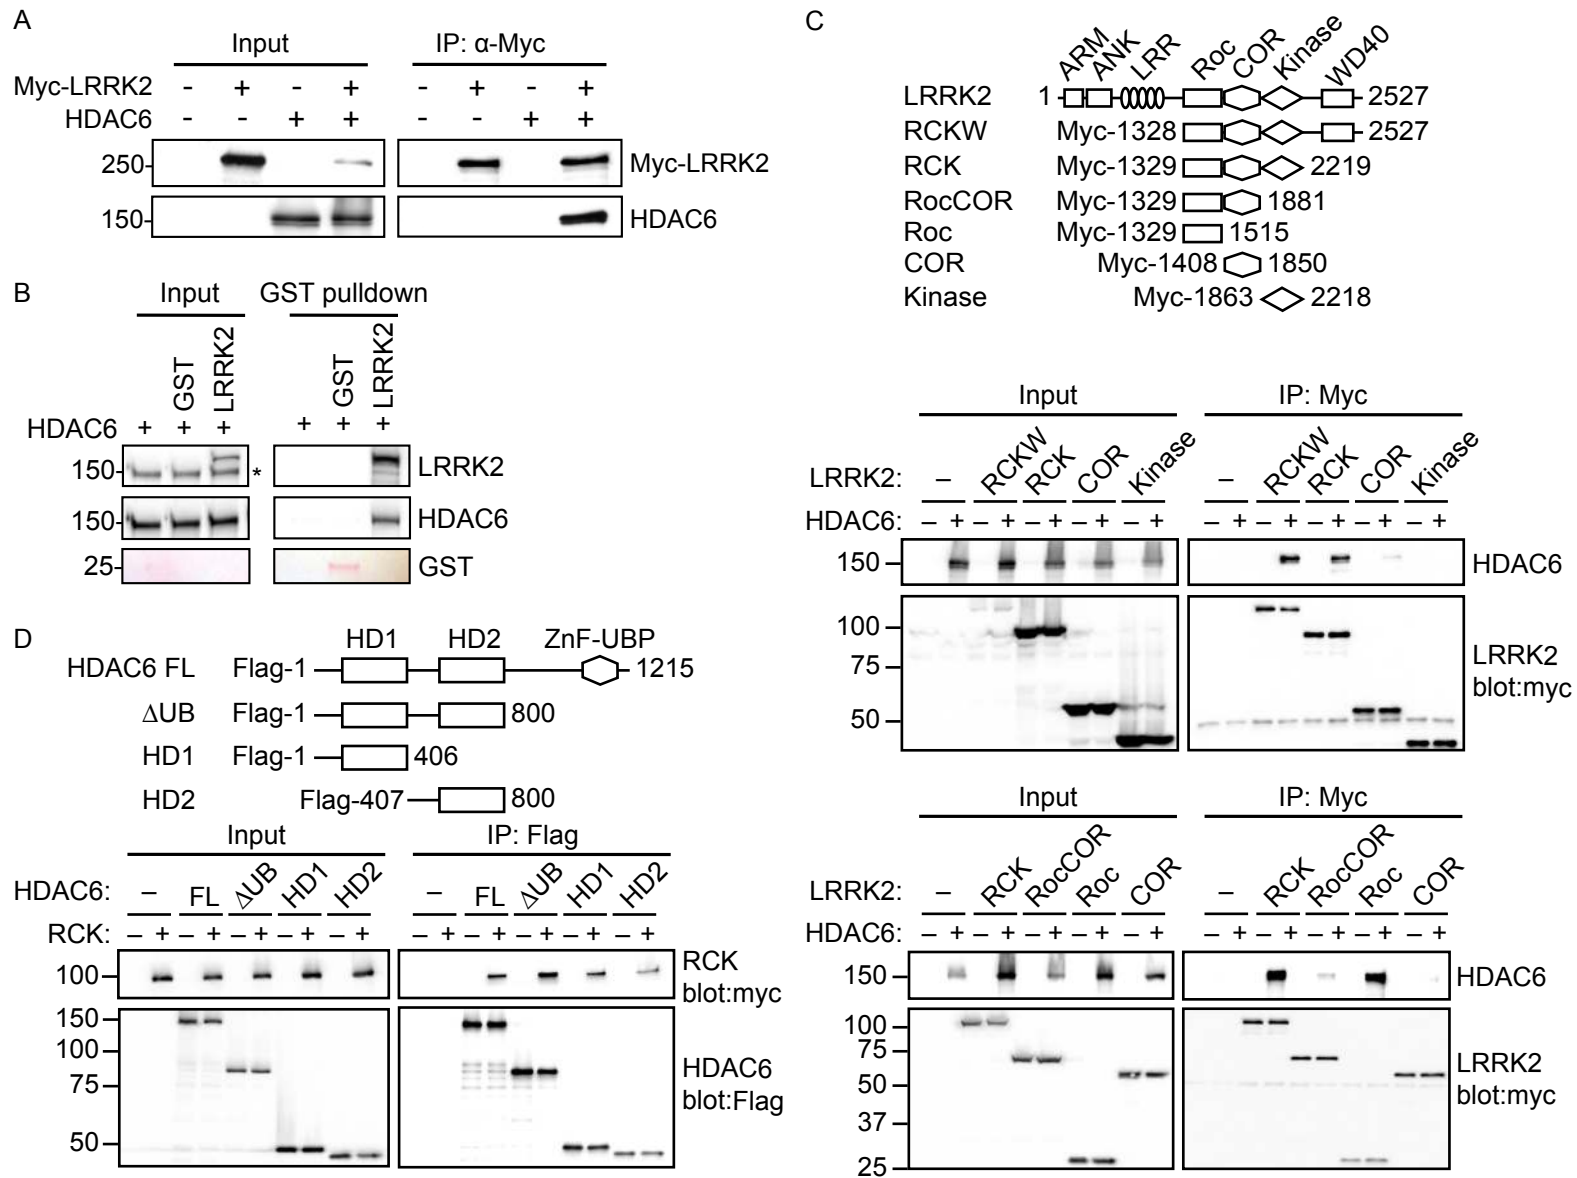 A
Input IP: α-Myc
Myc-LRRK2 - + - + - + - +
HDAC6 - - + + - - + +
250- Myc-LRRK2
150- HDAC6
B
Input GST pulldown
GST LRRK2 GST LRRK2
HDAC6 + + + + + +
150- * LRRK2
150- HDAC6
25- GST
C
ARM ANK LRR Roc COR Kinase WD40
LRRK2 1 2527
RCKW Myc-1328 2527
RCK Myc-1329 2219
RocCOR Myc-1329 1881
Roc Myc-1329 1515
COR Myc-1408 1850
Kinase Myc-1863 2218
Input IP: Myc
LRRK2: – RCKW RCK COR Kinase – RCKW RCK COR Kinase
HDAC6: – + – + – + – + – + – + – + – + – + – +
150 – HDAC6
100 –
75 –
50 –
LRRK2
blot:myc
Input IP: Myc
LRRK2: – RCK RocCOR Roc COR – RCK RocCOR Roc COR
HDAC6: – + – + – + – + – + – + – + – + – + – +
150 – HDAC6
100 –
75 –
50 –
37 –
25 –
LRRK2
blot:myc
D
HD1 HD2 ZnF-UBP
HDAC6 FL Flag-1 1215
ΔUB Flag-1 800
HD1 Flag-1 406
HD2 Flag-407 800
Input IP: Flag
HDAC6: – FL ΔUB HD1 HD2 – FL ΔUB HD1 HD2
RCK: – + – + – + – + – + – + – + – + – + – +
100 – RCK
blot:myc
150 –
100 –
75 –
50 –
HDAC6
blot:Flag